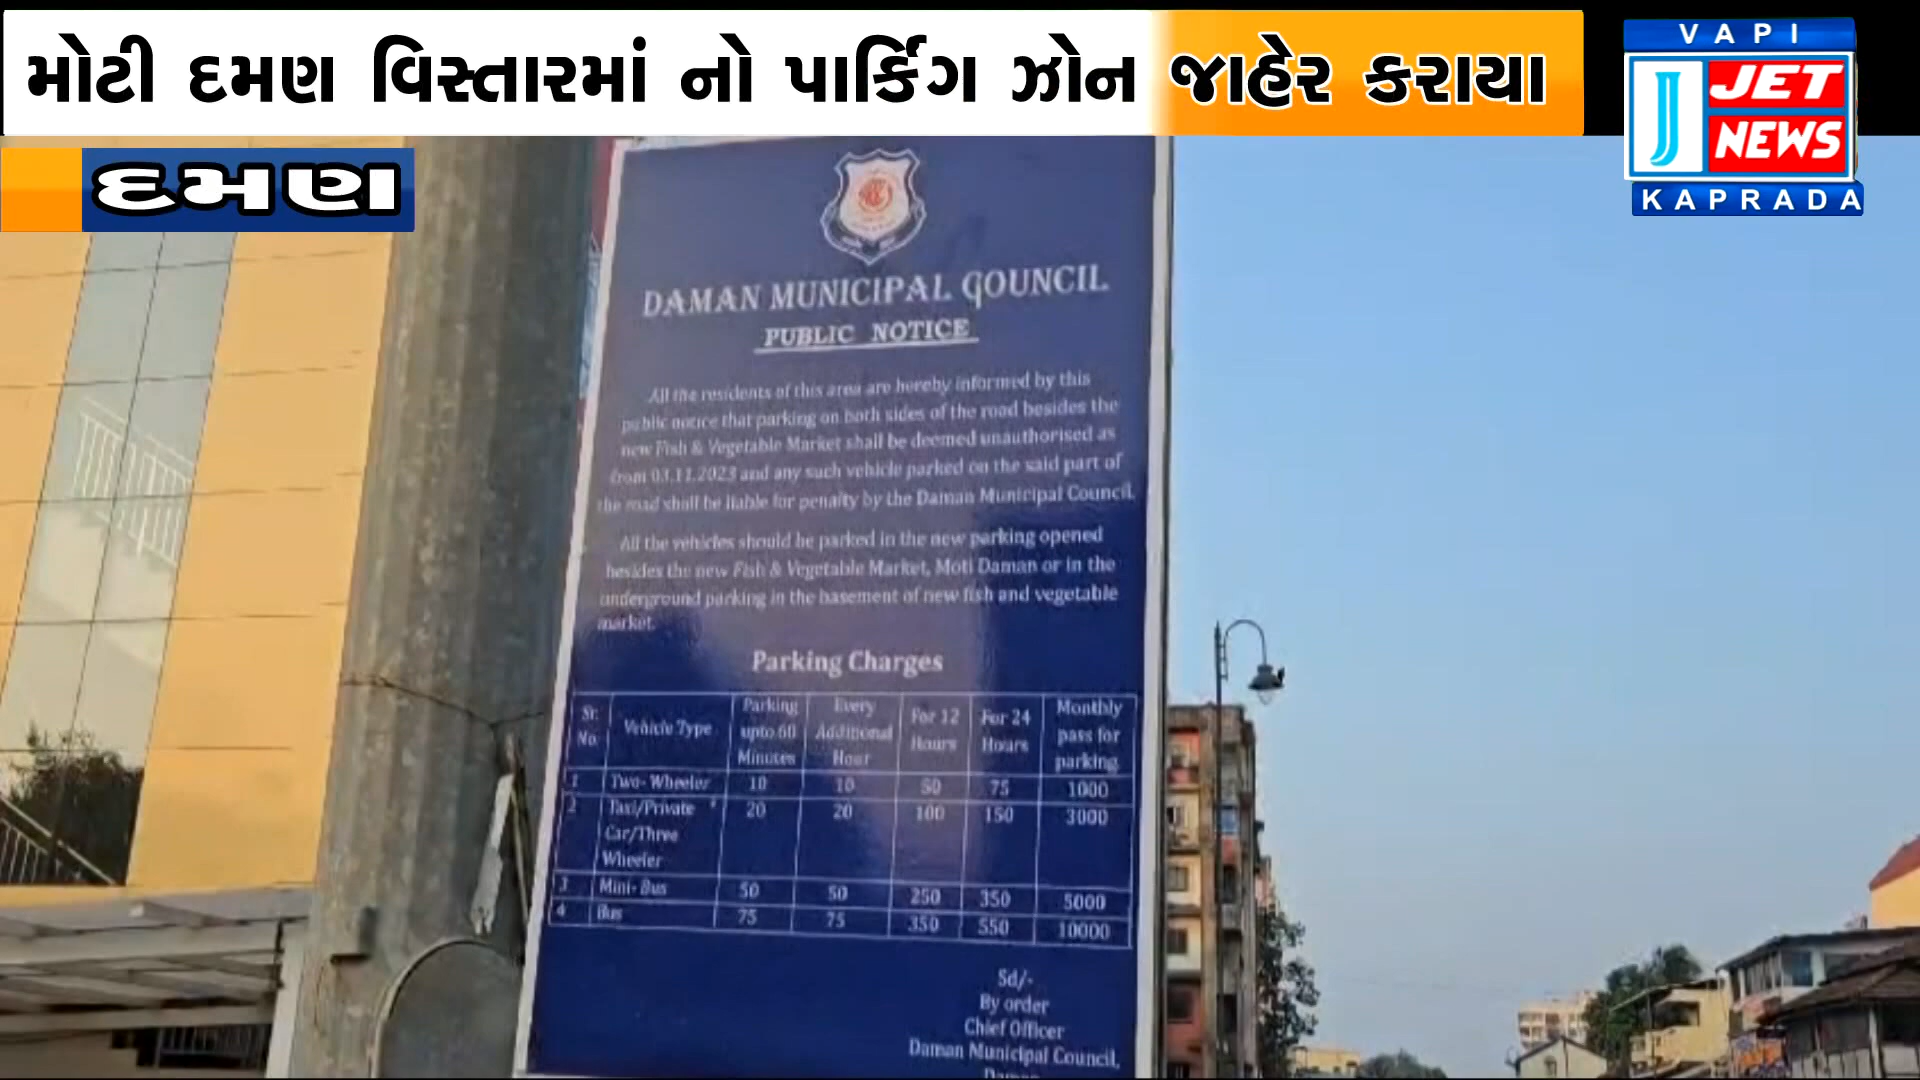 મોટી દમણ વિસ્તારમાં નો પાર્કિંગ ઝોન જાહેર કરાયા
VAPI
JET
NEWS
KAPRADA
દમણ
DAMAN MUNICIPAL COUNCIL
PUBLIC NOTICE
All the residents of this area are hereby informed by this
public notice that parking on both sides of the road besides the
new Fish & Vegetable Market shall be deemed unauthorised as
from 03.11.2023 and any such vehicle parked on the said part of
the road shall be liable for penalty by the Daman Municipal Council.
All the vehicles should be parked in the new parking opened
besides the new Fish & Vegetable Market, Moti Daman or in the
underground parking in the basement of new fish and vegetable
market.
Parking Charges
Sr. No. Vehicle Type Parking upto 60 Minutes Every Additional Hour For 12 Hours For 24 Hours Monthly pass for parking
1 Two- Wheeler 10 10 50 75 1000
2 Taxi/Private Car/Three Wheeler 20 20 100 150 3000
3 Mini- Bus 50 50 250 350 5000
4 Bus 75 75 350 550 10000
Sd/-
By order
Chief Officer
Daman Municipal Council,
Daman